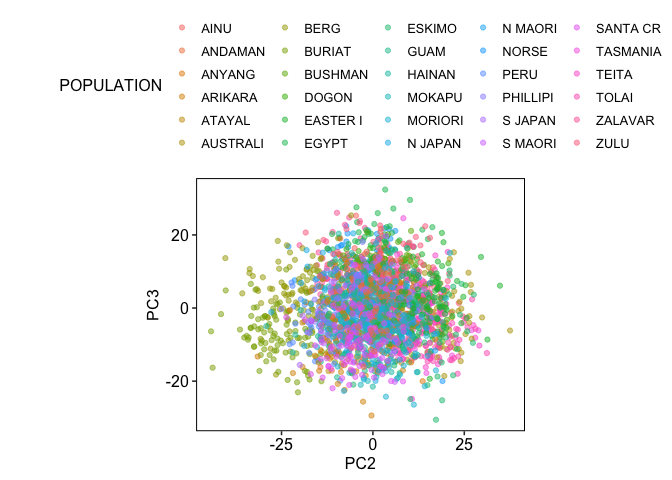 AINU BERG ESKIMO N MAORI SANTA CR
ANDAMAN BURIAT GUAM NORSE TASMANIA
POPULATION ANYANG BUSHMAN HAINAN PERU TEITA
ARIKARA DOGON MOKAPU PHILLIPI TOLAI
ATAYAL EASTER I MORIORI S JAPAN ZALAVAR
AUSTRALI EGYPT N JAPAN S MAORI ZULU
20
PC3 0
-20
-25 0 25
PC2